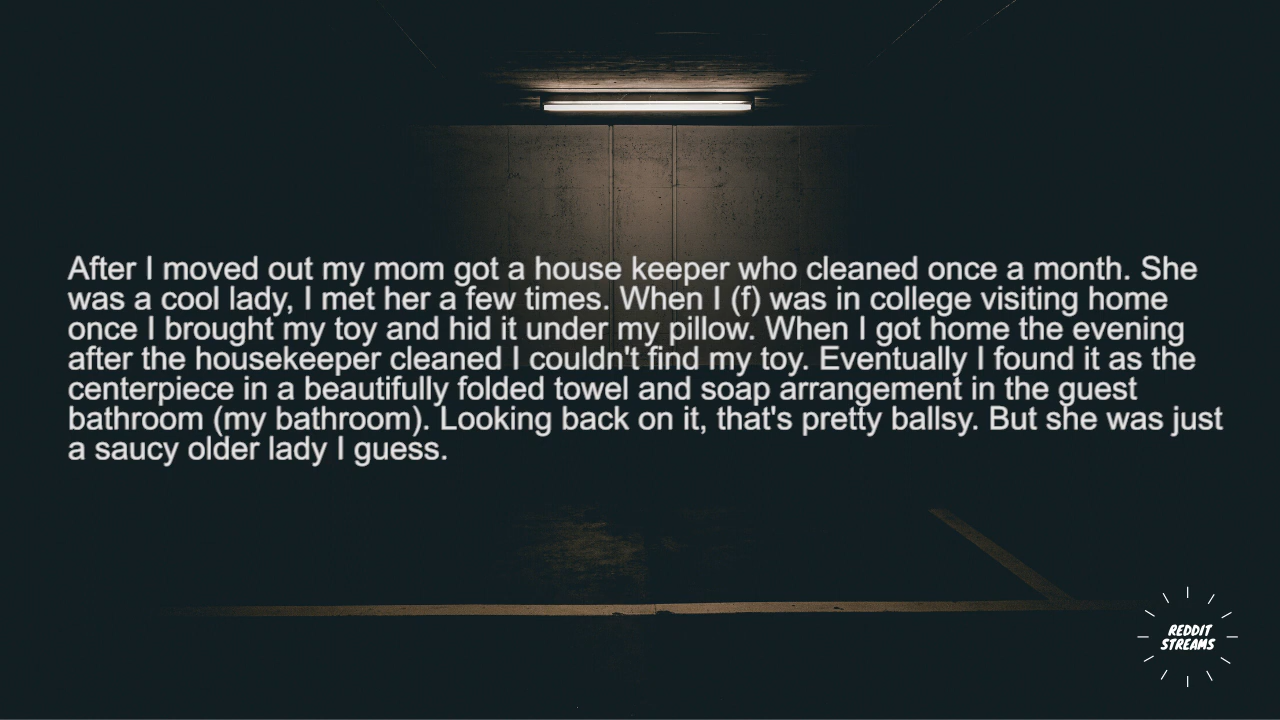 After I moved out my mom got a house keeper who cleaned once a month. She
was a cool lady, I met her a few times. When I (f) was in college visiting home
once I brought my toy and hid it under my pillow. When I got home the evening
after the housekeeper cleaned I couldn't find my toy. Eventually I found it as the
centerpiece in a beautifully folded towel and soap arrangement in the guest
bathroom (my bathroom). Looking back on it, that's pretty ballsy. But she was just
a saucy older lady I guess.
REDDIT
STREAMS